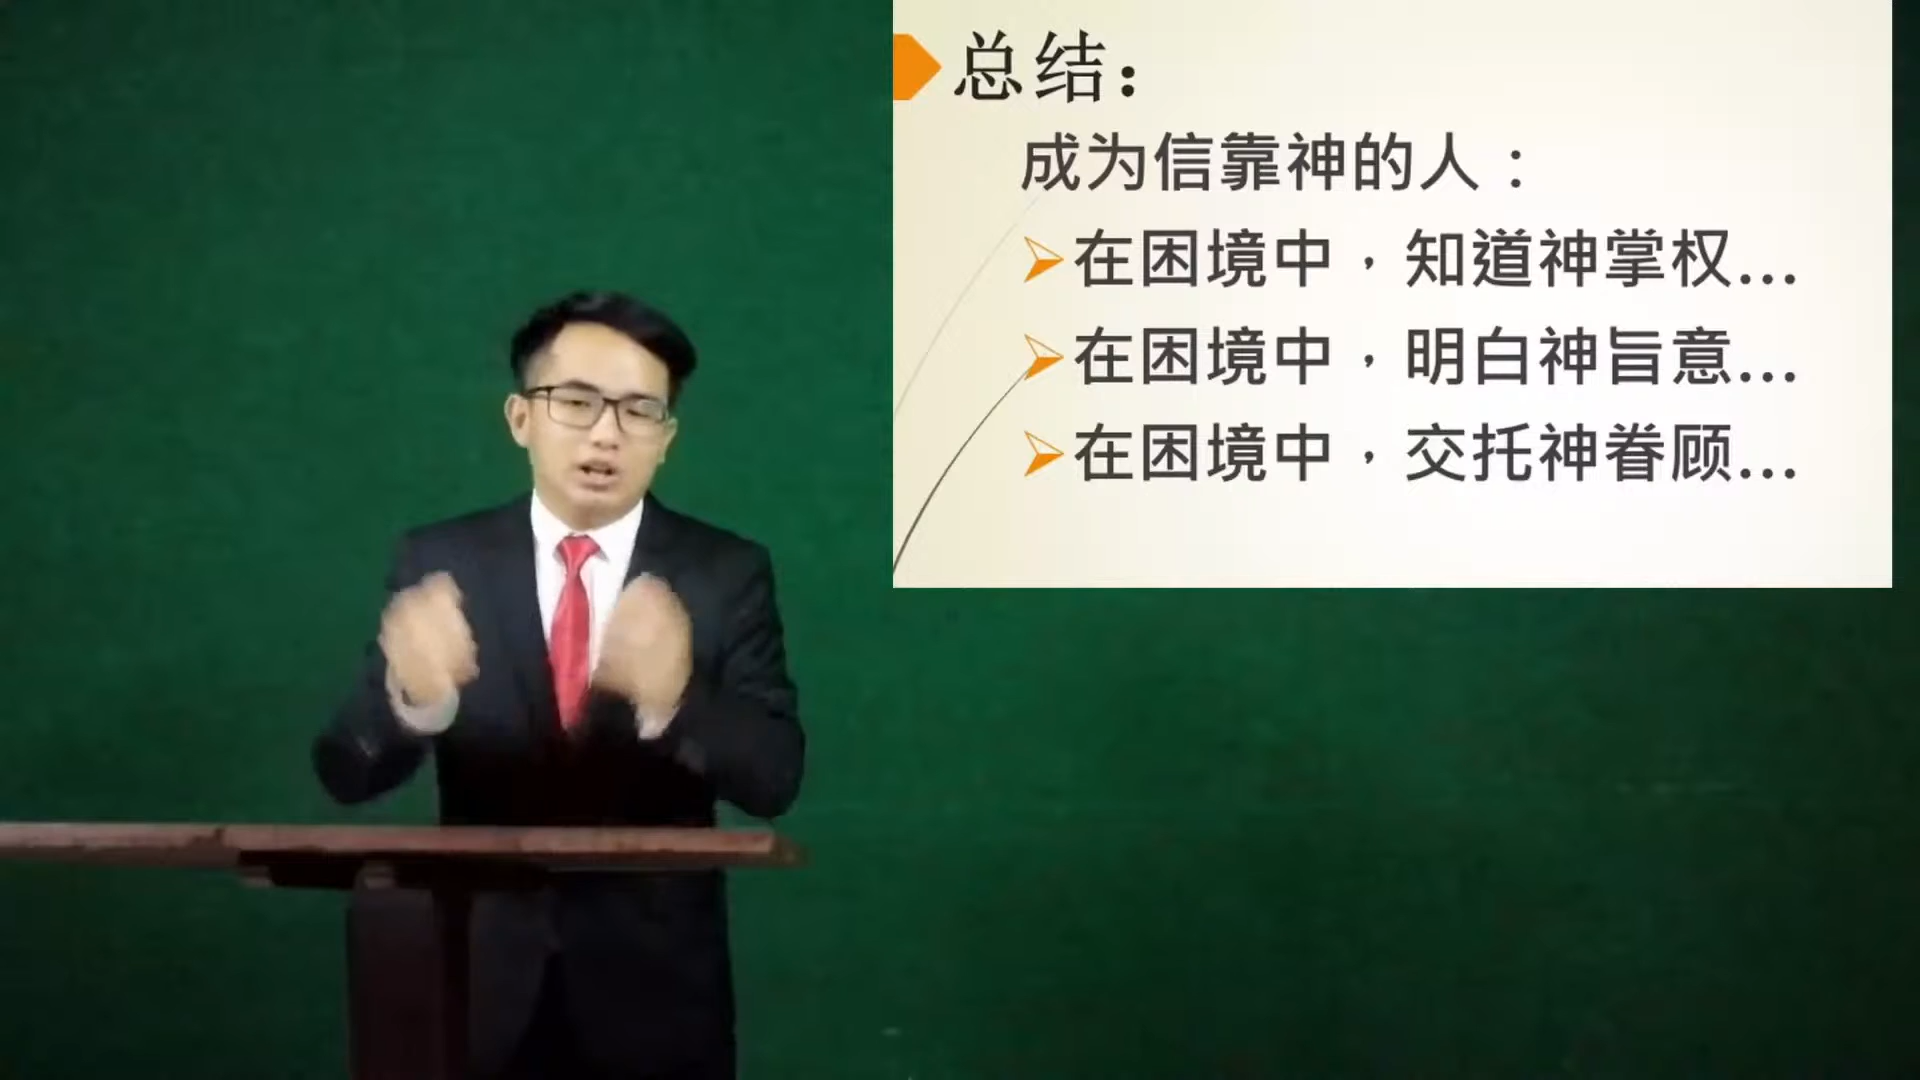 总结：
成为信靠神的人：
在困境中，知道神掌权...
在困境中，明白神旨意...
在困境中，交托神眷顾...